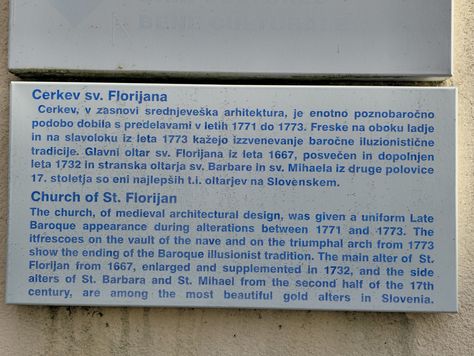 Cerkev sv. Florijana
Cerkev, v zasnovi srednjeveška arhitektura, je enotno poznobaročno
podobo dobila s predelavami v letih 1771 do 1773. Freske na oboku ladje
in na slavoloku iz leta 1773 kažejo izzvenevanje baročne iluzionistične
tradicije. Glavni oltar sv. Florijana iz leta 1667, posvečen in dopolnjen
leta 1732 in stranska oltarja sv. Barbare in sv. Mihaela iz druge polovice
17. stoletja so eni najlepših t.i. oltarjev na Slovenskem.
Church of St. Florijan
The church, of medieval architectural design, was given a uniform Late
Baroque appearance during alterations between 1771 and 1773. The
itfrescoes on the vault of the nave and on the triumphal arch from 1773
show the ending of the Baroque illusionist tradition. The main alter of St.
Florijan from 1667, enlarged and supplemented in 1732, and the side
alters of St. Barbara and St. Mihael from the second half of the 17th
century, are among the most beautiful gold alters in Slovenia.